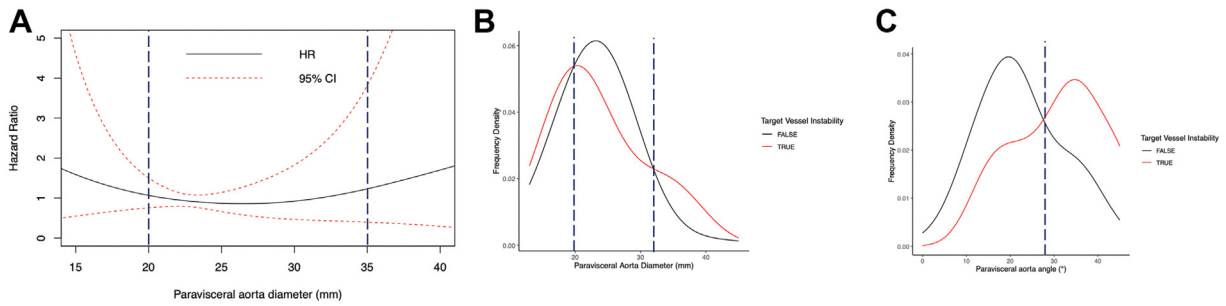 A
Hazard Ratio
5
4
3
2
1
0
HR
95% CI
15 20 25 30 35 40
Paravisceral aorta diameter (mm)
B
Frequency Density
0.06
0.04
0.02
0.00
20 30 40
Paravisceral Aorta Diameter (mm)
Target Vessel Instability
FALSE
TRUE
C
Frequency Density
0.04
0.03
0.02
0.01
0.00
0 10 20 30 40
Paravisceral aorta angle (°)
Target Vessel Instability
FALSE
TRUE